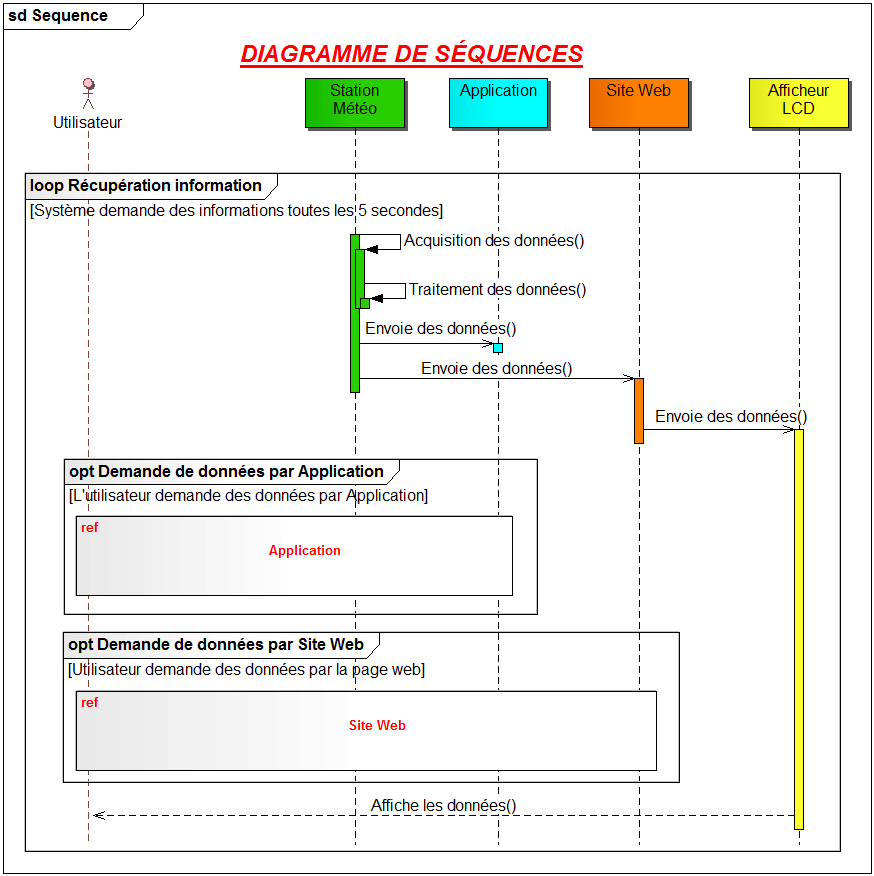 sd Sequence
DIAGRAMME DE SÉQUENCES
Utilisateur
Station
Météo
Application
Site Web
Afficheur
LCD
loop Récupération information
[Système demande des informations toutes les 5 secondes]
Acquisition des données()
Traitement des données()
Envoie des données()
Envoie des données()
Envoie des données()
opt Demande de données par Application
[L'utilisateur demande des données par Application]
ref
Application
opt Demande de données par Site Web
[Utilisateur demande des données par la page web]
ref
Site Web
Affiche les données()